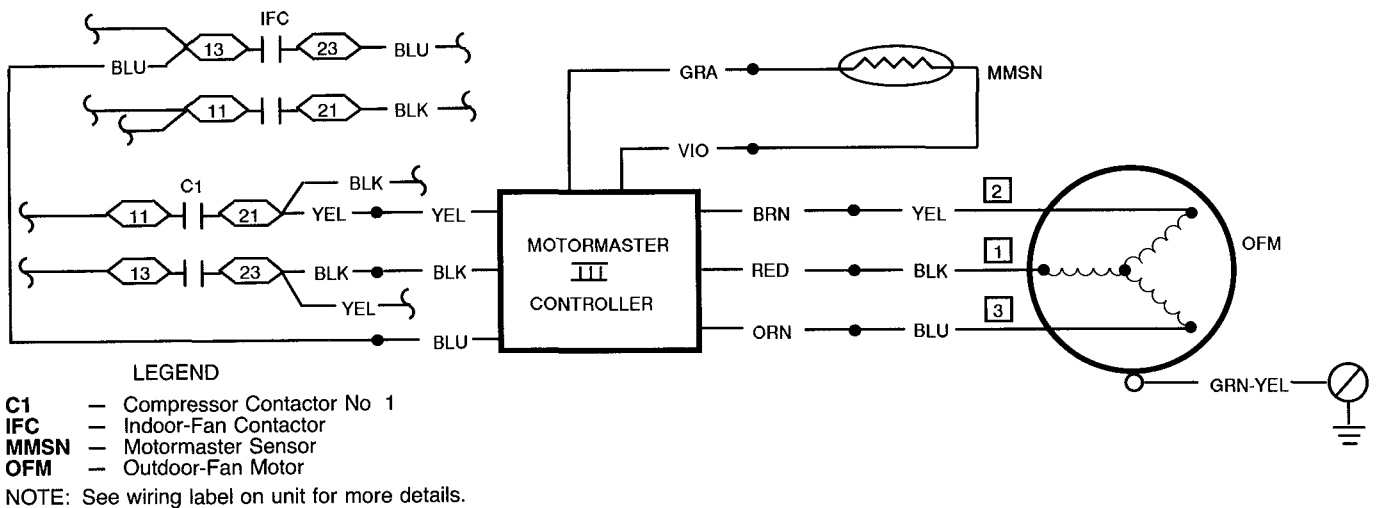 IFC
13 23 BLU
BLU
GRA MMSN
11 21 BLK
VIO
BLK
C1
11 21 YEL YEL
BRN YEL 2
MOTORMASTER
III
CONTROLLER
OFM
13 23 BLK BLK
RED BLK 1
YEL
ORN BLU 3
BLU
GRN-YEL
LEGEND
C1 — Compressor Contactor No 1
IFC — Indoor-Fan Contactor
MMSN — Motormaster Sensor
OFM — Outdoor-Fan Motor
NOTE: See wiring label on unit for more details.